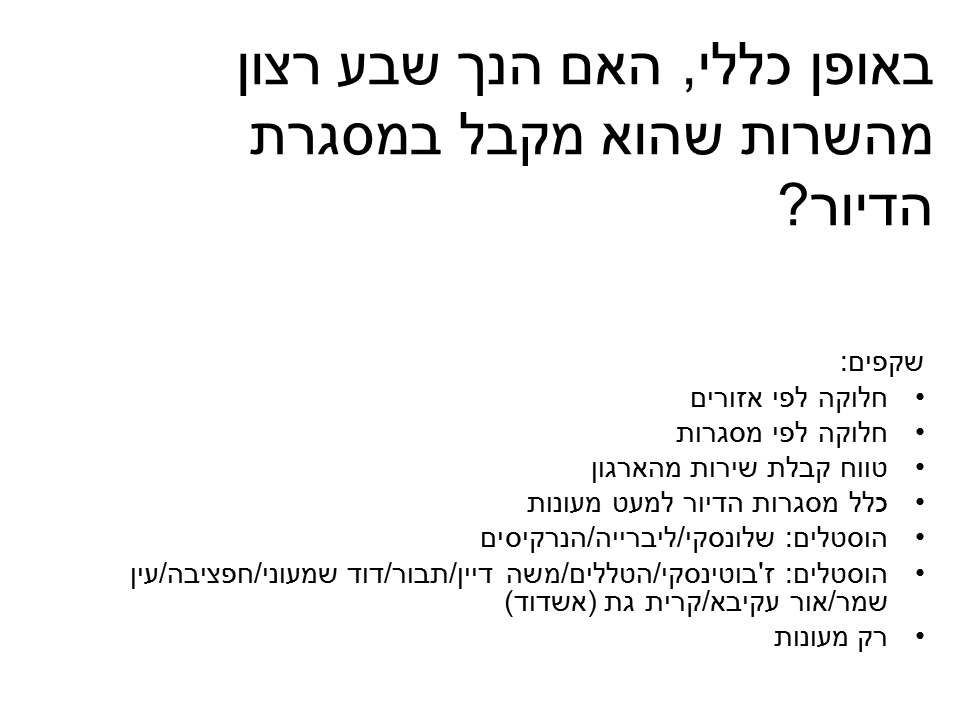 באופן כללי, האם הנך שבע רצון
מהשרות שהוא מקבל במסגרת
הדיור?
שקפים:
• חלוקה לפי אזורים
• חלוקה לפי מסגרות
• טווח קבלת שירות מהארגון
• כלל מסגרות הדיור למעט מעונות
• הוסטלים: שלונסקי/ליברייה/הנרקיסים
• הוסטלים: ז'בוטינסקי/הטללים/משה דיין/תבור/דוד שמעוני/חפציבה/עין
שמר/אור עקיבא/קרית גת (אשדוד)
• רק מעונות